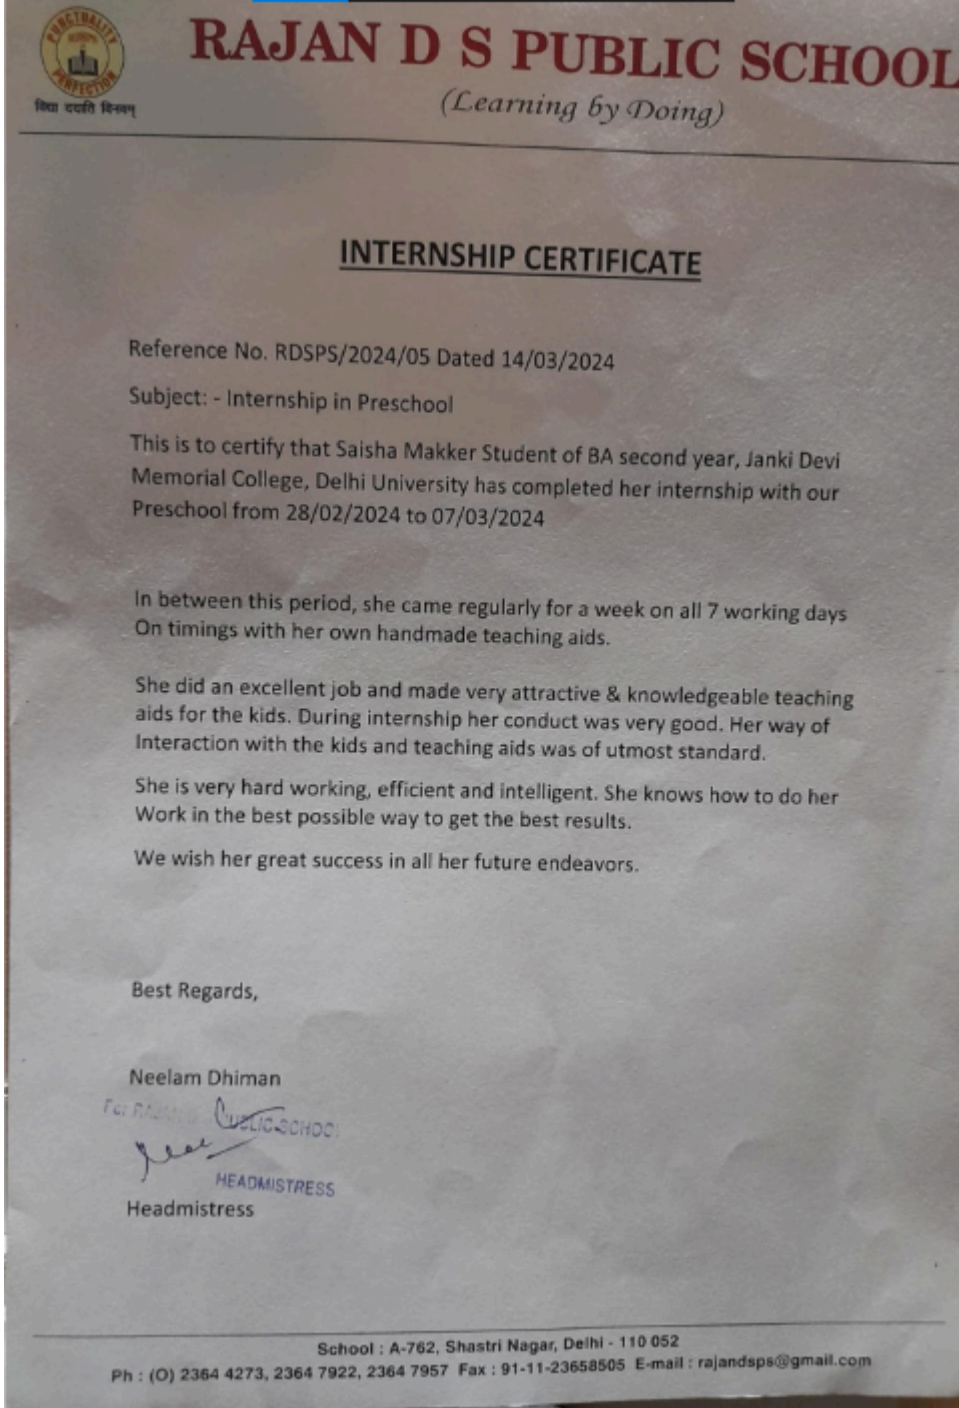 PUNCTUALITY
PERFECTION
विद्या ददाति विनयम्
RAJAN D S PUBLIC SCHOOL
(Learning by Doing)
INTERNSHIP CERTIFICATE
Reference No. RDSPS/2024/05 Dated 14/03/2024
Subject: - Internship in Preschool
This is to certify that Saisha Makker Student of BA second year, Janki Devi
Memorial College, Delhi University has completed her internship with our
Preschool from 28/02/2024 to 07/03/2024
In between this period, she came regularly for a week on all 7 working days
On timings with her own handmade teaching aids.
She did an excellent job and made very attractive & knowledgeable teaching
aids for the kids. During internship her conduct was very good. Her way of
Interaction with the kids and teaching aids was of utmost standard.
She is very hard working, efficient and intelligent. She knows how to do her
Work in the best possible way to get the best results.
We wish her great success in all her future endeavors.
Best Regards,
Neelam Dhiman
For RAJAN PUBLIC SCHOOL
HEADMISTRESS
Headmistress
School : A-762, Shastri Nagar, Delhi - 110 052
Ph : (O) 2364 4273, 2364 7922, 2364 7957 Fax : 91-11-23658505 E-mail : rajandsps@gmail.com